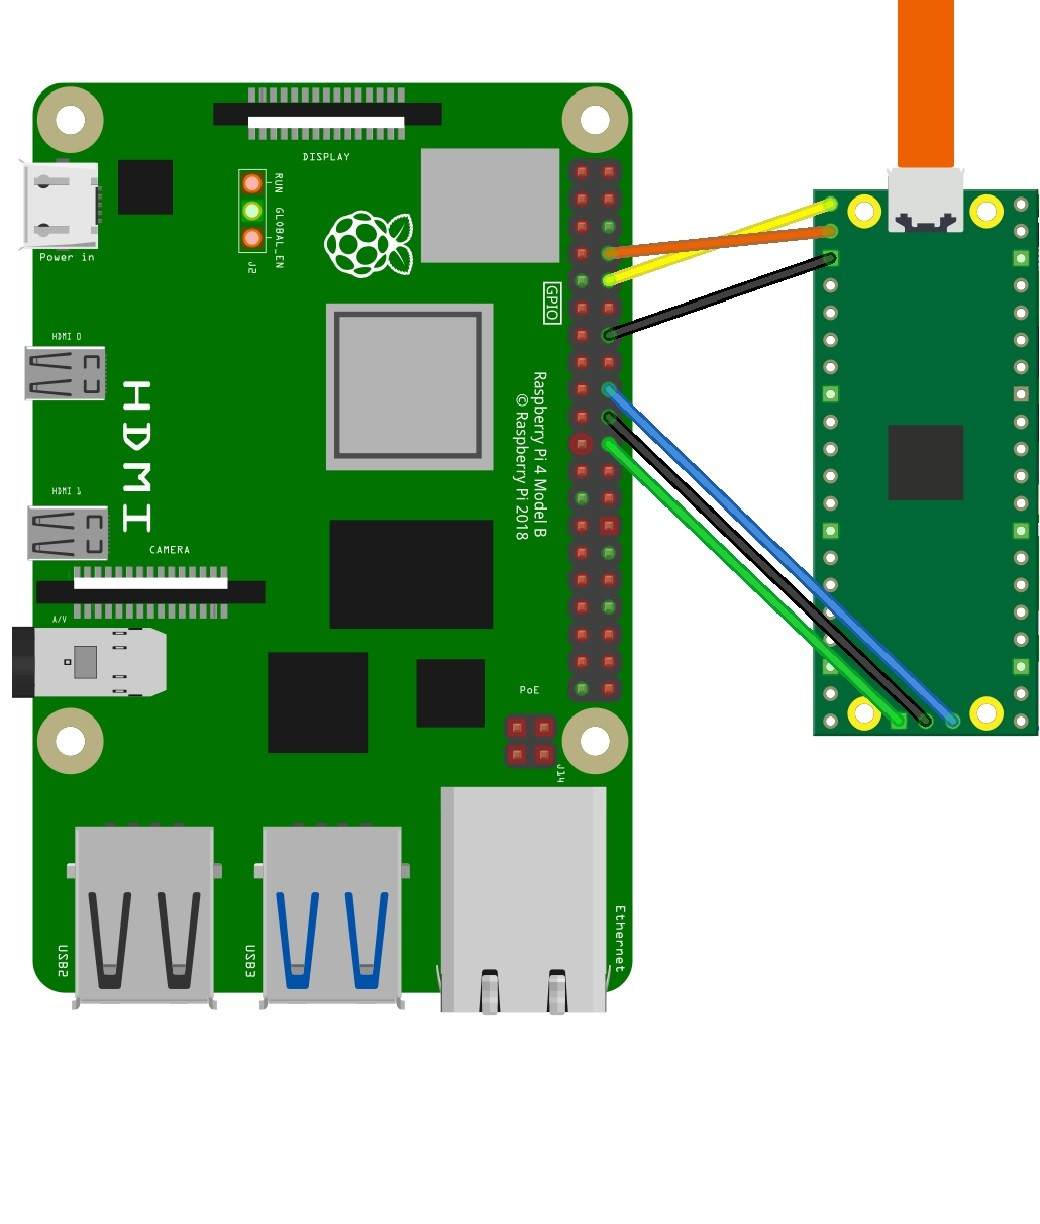 DISPLAY
RUN
GLOBAL_EN
J2
Power in
GPIO
HDMI 0
HDMI
Raspberry Pi 4 Model B
© Raspberry Pi 2018
HDMI 1
CAMERA
A/V
PoE
J14
USB2
USB3
Ethernet